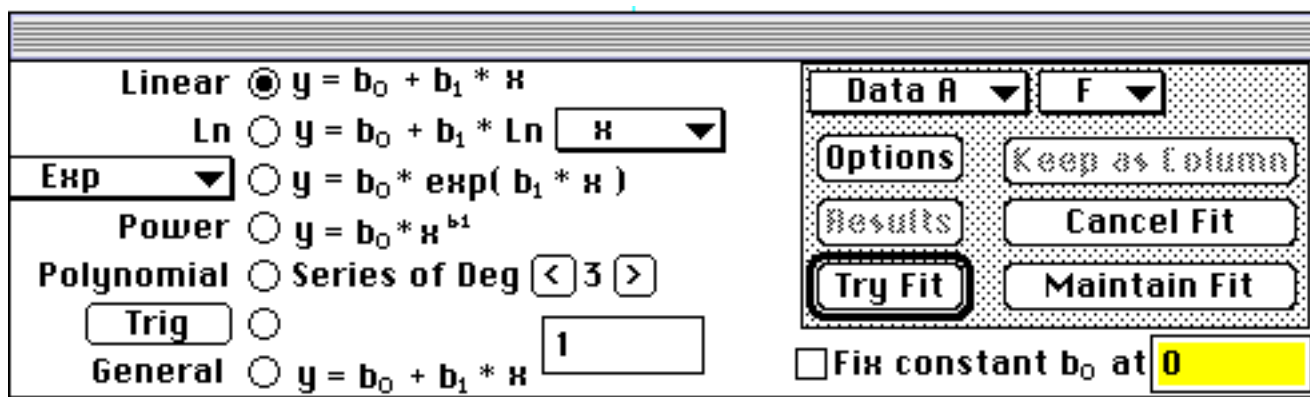 Linear y = b₀ + b₁ * x
Ln y = b₀ + b₁ * Ln x
Exp y = b₀* exp( b₁ * x )
Power y = b₀ * x^b1
Polynomial Series of Deg < 3 >
Trig 1
General y = b₀ + b₁ * x
Data A F
Options Keep as Column
Results Cancel Fit
Try Fit Maintain Fit
Fix constant b₀ at 0